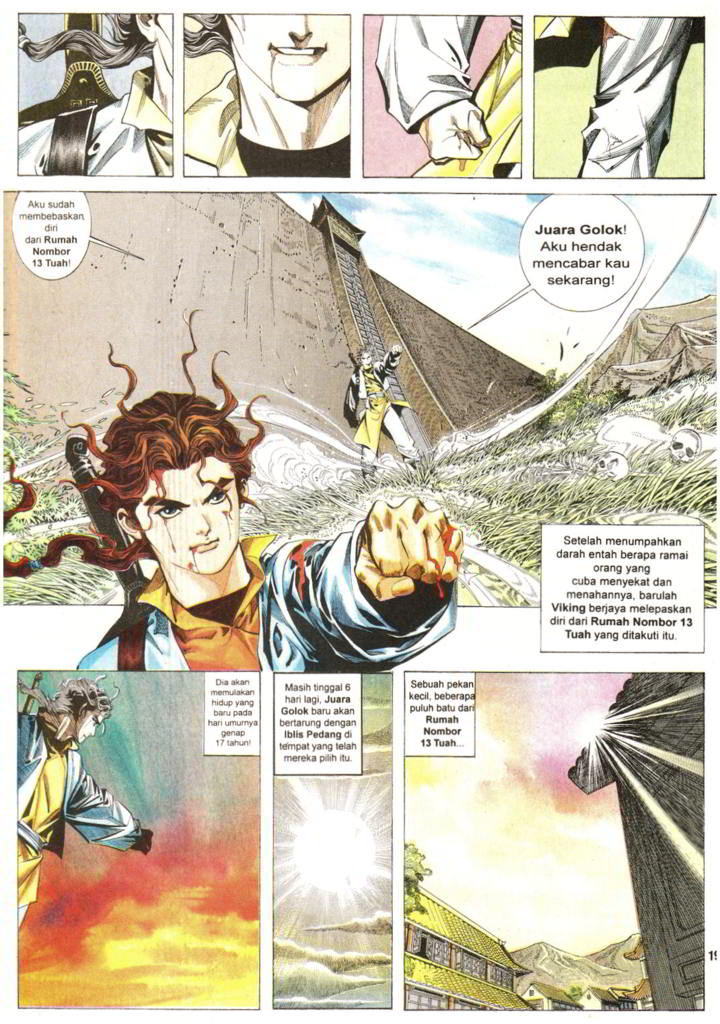 Aku sudah
membebaskan
diri
dari Rumah
Nombor
13 Tuah!
Juara Golok!
Aku hendak
mencabar kau
sekarang!
Setelah menumpahkan
darah entah berapa ramai
orang yang
cuba menyekat dan
menahannya, barulah
Viking berjaya melepaskan
diri dari Rumah Nombor 13
Tuah yang ditakuti itu.
Dia akan
memulakan
hidup yang
baru pada
hari umurnya
genap
17 tahun!
Masih tinggal 6
hari lagi, Juara
Golok baru akan
bertarung dengan
Iblis Pedang di
tempat yang telah
mereka pilih itu.
Sebuah pekan
kecil, beberapa
puluh batu dari
Rumah
Nombor
13 Tuah...